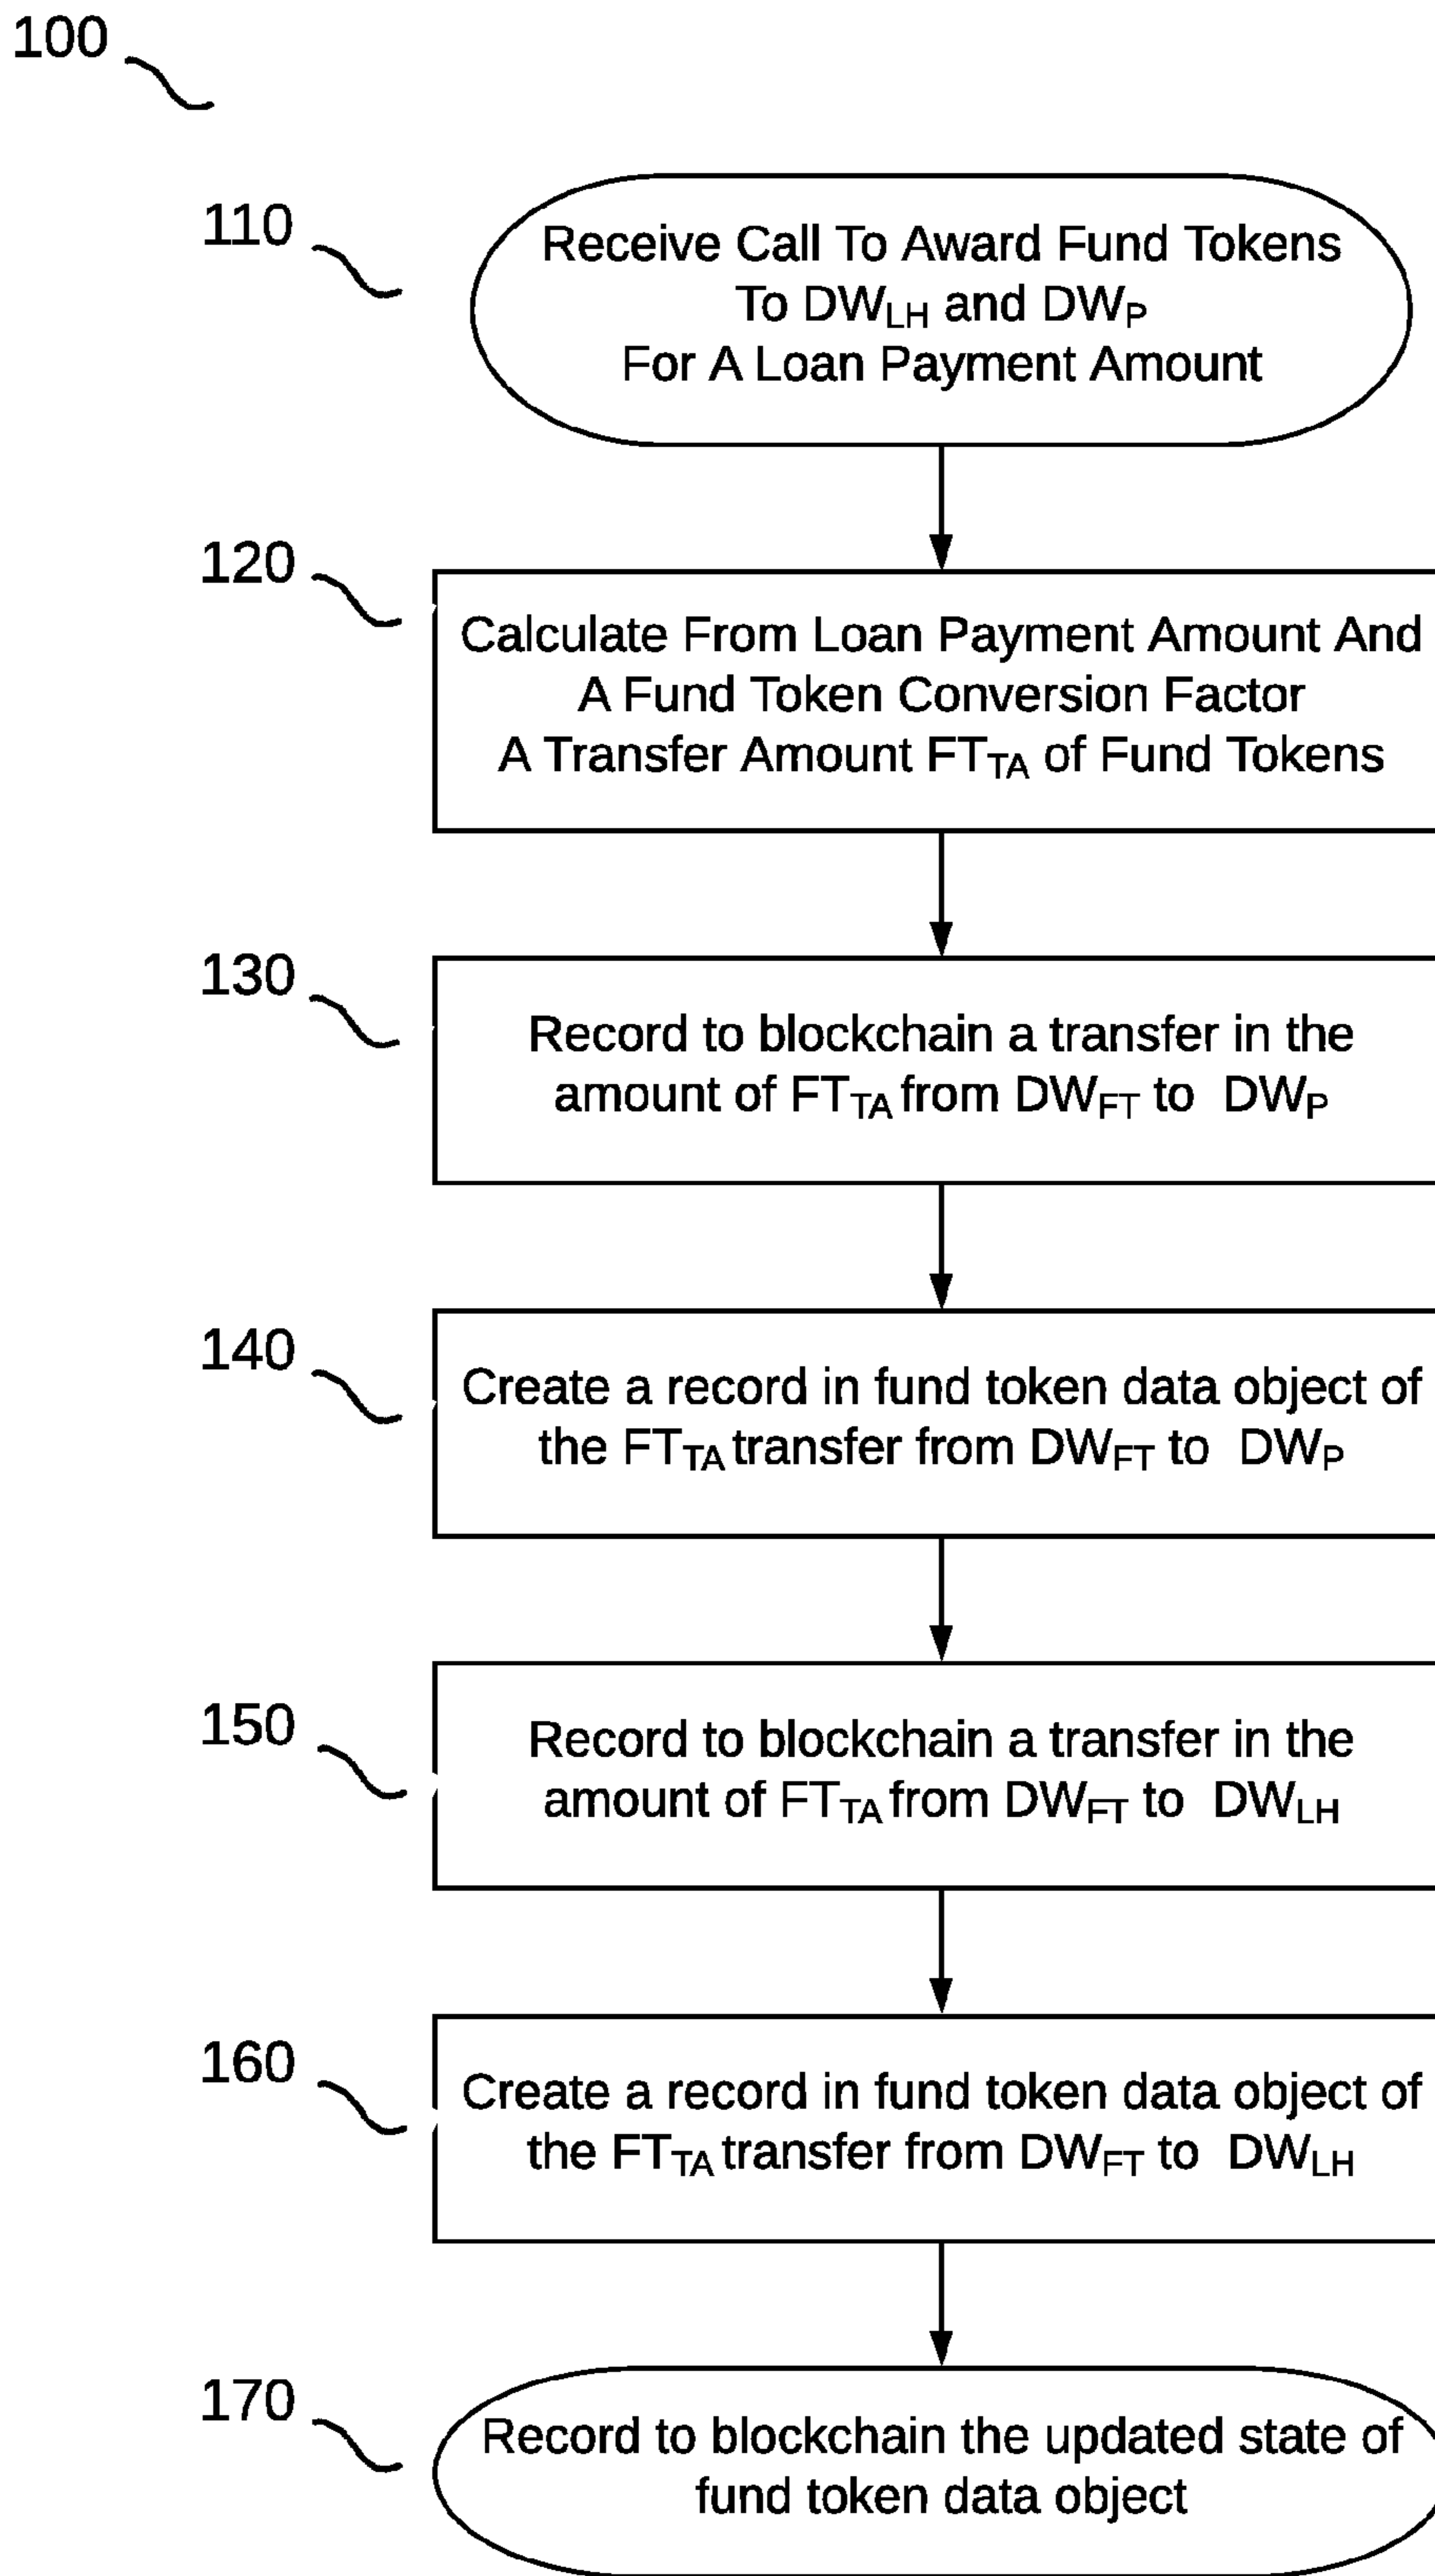 100
110
Receive Call To Award Fund Tokens
To DWLH and DWP
For A Loan Payment Amount
120
Calculate From Loan Payment Amount And
A Fund Token Conversion Factor
A Transfer Amount FTTA of Fund Tokens
130
Record to blockchain a transfer in the
amount of FTTA from DWFT to DWP
140
Create a record in fund token data object of
the FTTA transfer from DWFT to DWP
150
Record to blockchain a transfer in the
amount of FTTA from DWFT to DWLH
160
Create a record in fund token data object of
the FTTA transfer from DWFT to DWLH
170
Record to blockchain the updated state of
fund token data object